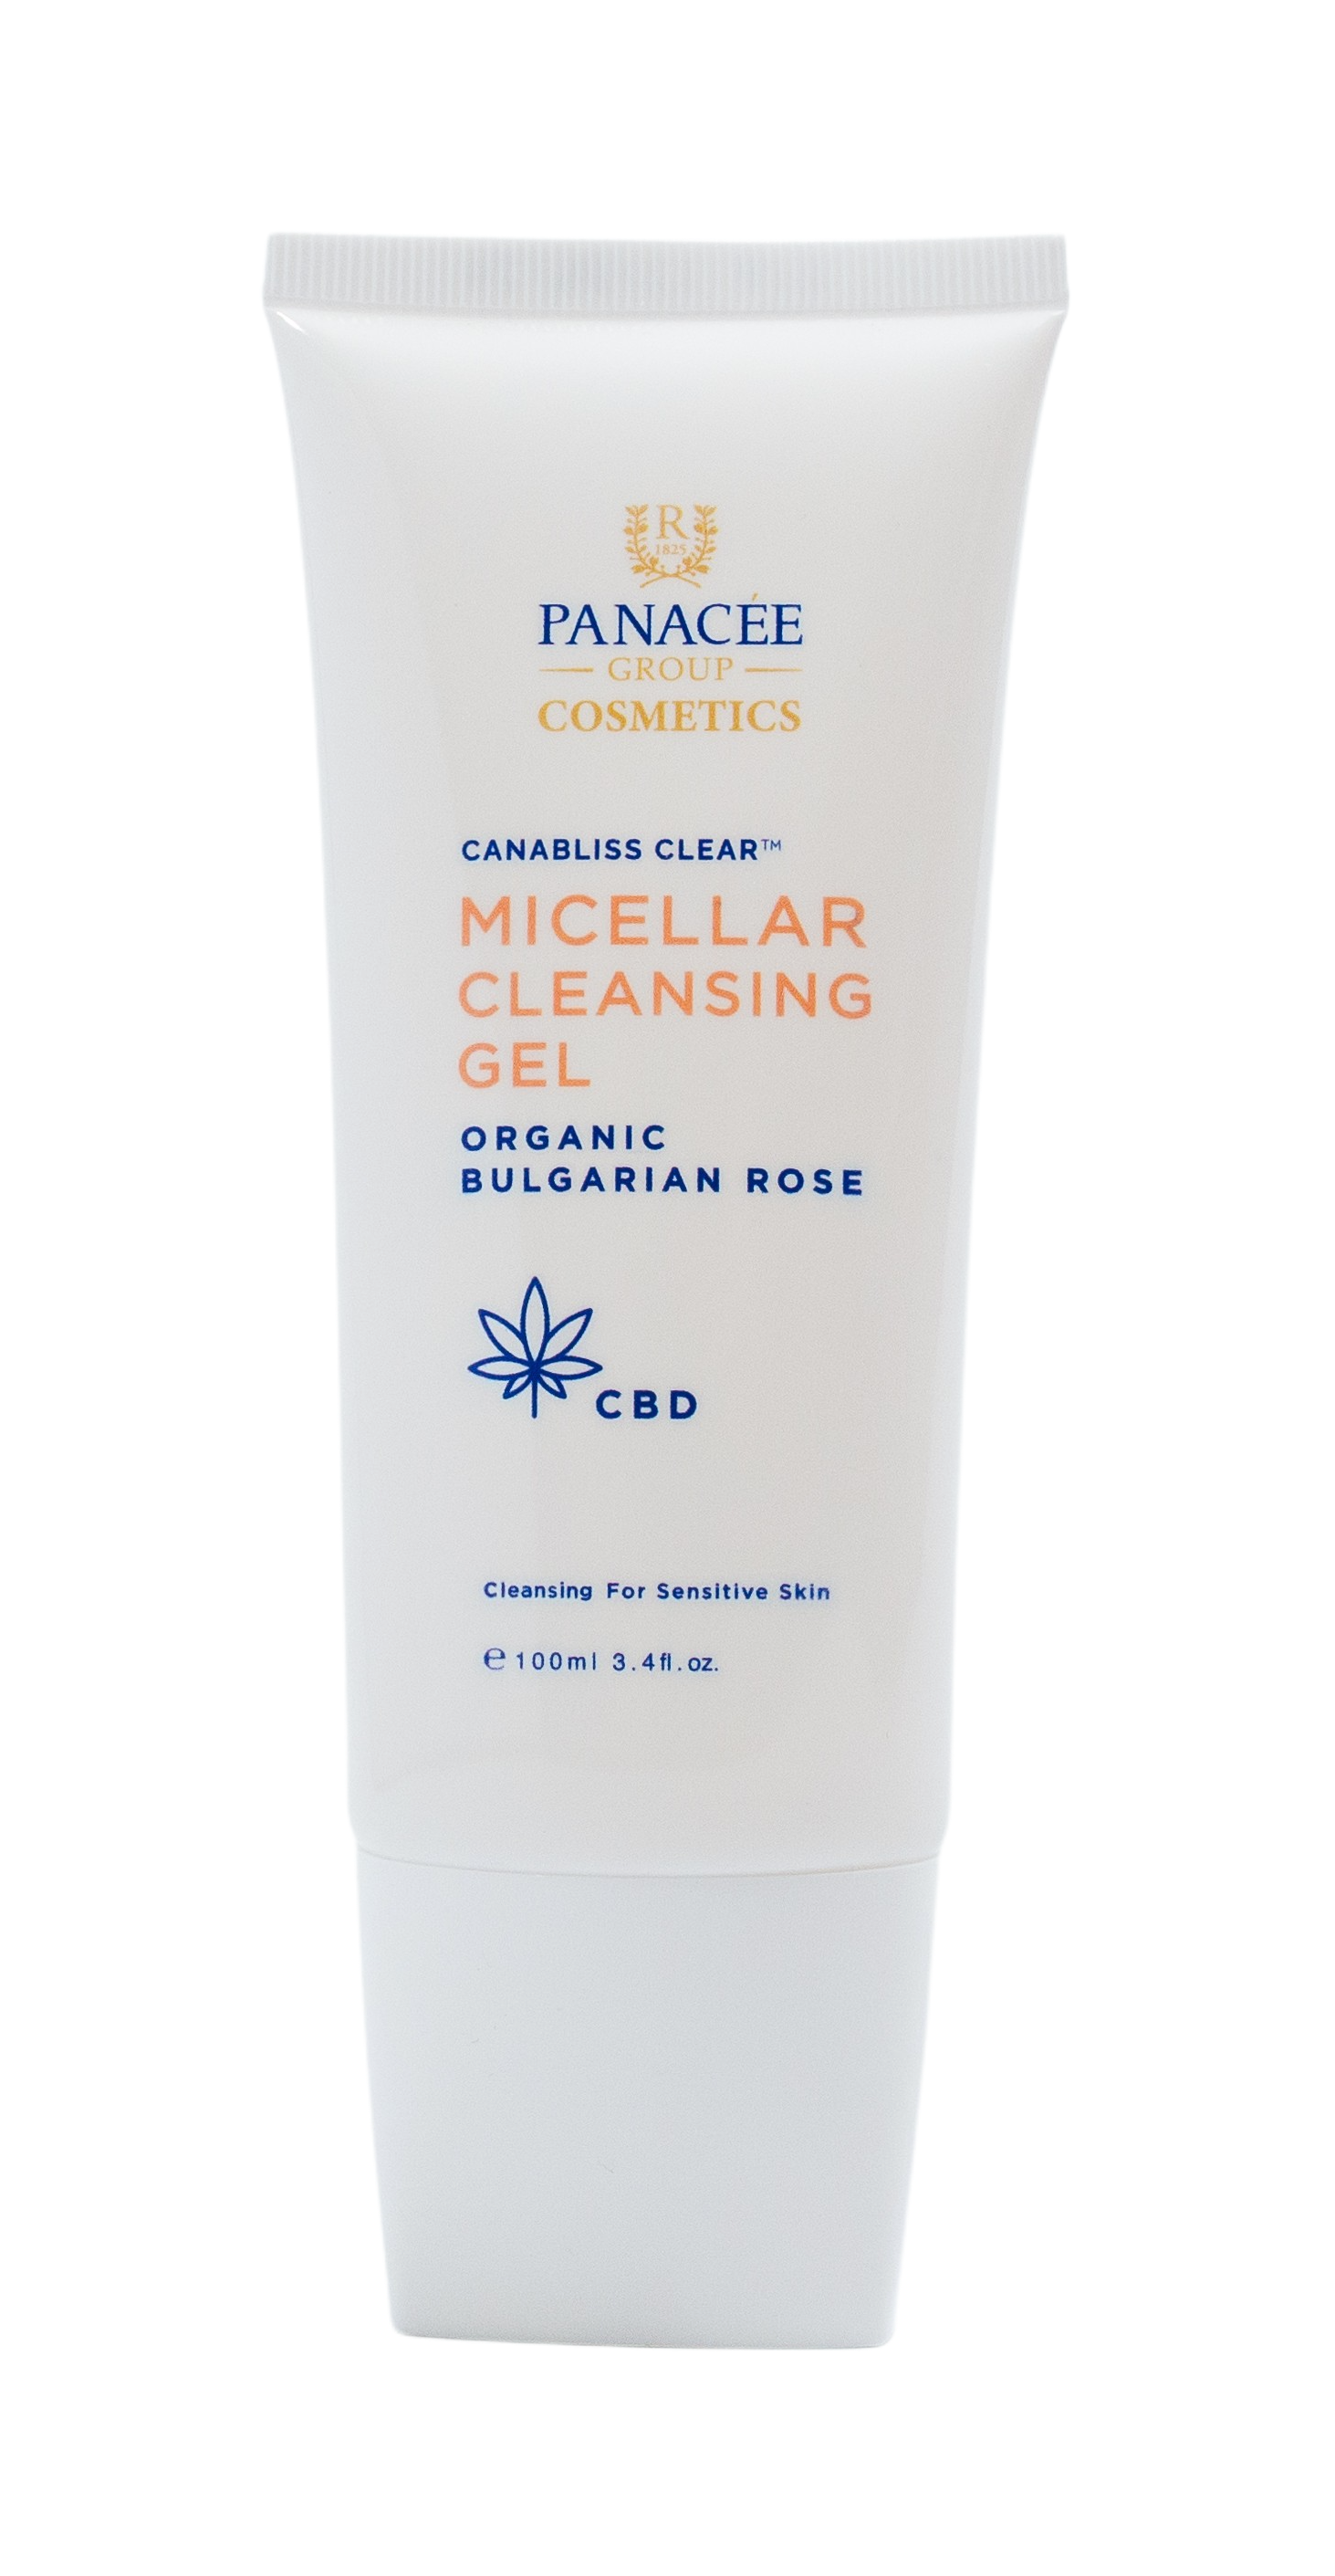 R
1825
PANACÉE
GROUP
COSMETICS
CANABLISS CLEAR™
MICELLAR
CLEANSING
GEL
ORGANIC
BULGARIAN ROSE
CBD
Cleansing For Sensitive Skin
℮ 100ml 3.4fl.oz.